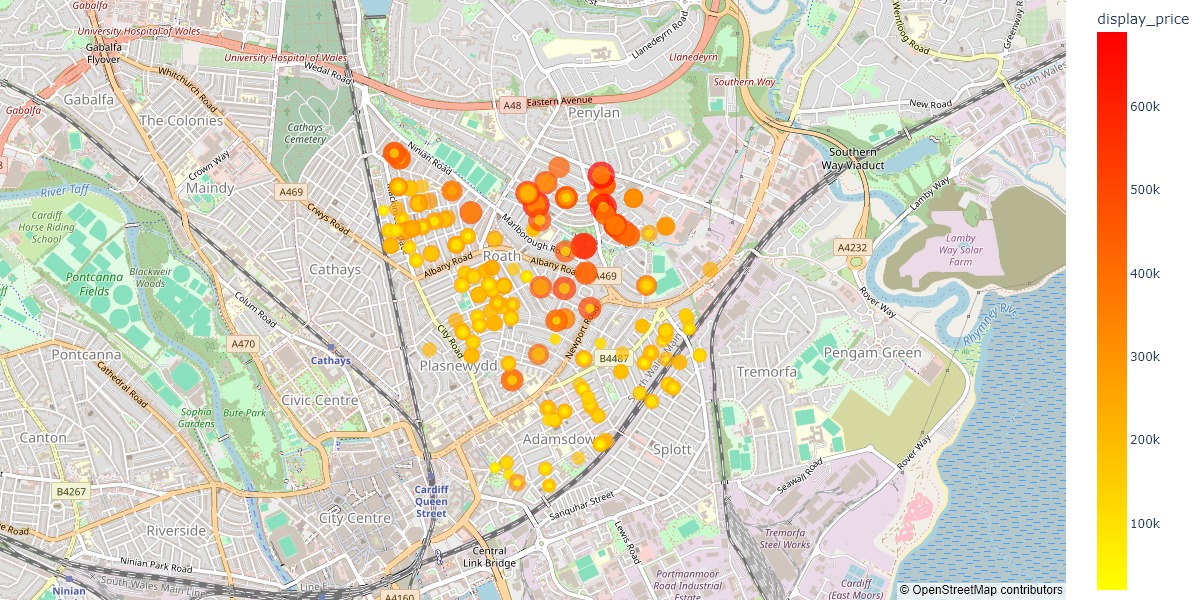 Gabalfa
University Hospital of Wales
Gabalfa
Flyover
Llanedeyrn Road
Wentloog Road
Greenway R
display_price
University Hospital of Wales
Wedal Road
Llanedeyrn
Southern Way
South Wales
Whitchurch Road
Gabalfa
Gabalfa
The Colonies
A48
Eastern Avenue
Penylan
New Road
600k
Cathays
Cemetery
Ninian Road
Southern
Way Viaduct
Crown Way
River Taff
Maindy
A469
Lamby Way
500k
Cardiff
Horse Riding
School
Crwys Road
Marlborough Ro
Lamby
Way Solar
Farm
A4232
Roath
Albany Road
Albany Roa
A469
400k
Cathays
Blackweir
Woods
Pontcanna
Fields
Column Road
Rover Way
Rhymney Riv
City Road
Newport Road
A470
Pontcanna
Cathays
B4487
Pengam Green
300k
Plasnewydd
Tremorfa
Cathedral Road
Civic Centre
Sophia
Gardens
Bute Park
Canton
Adamsdow
Splott
200k
Rover Way
B4267
Cardiff
Queen
Street
Seawall Road
Sanquhar Street
City Centre
100k
Riverside
Lewis Road
Tremorfa
Steel Works
Central
Link Bridge
Ninian Park Road
South Wales Main Line
Line
Ninian
A4160
Portmanmoor
Road Industrial
Estate
Cardiff
(East Moors)
© OpenStreetMap contributors